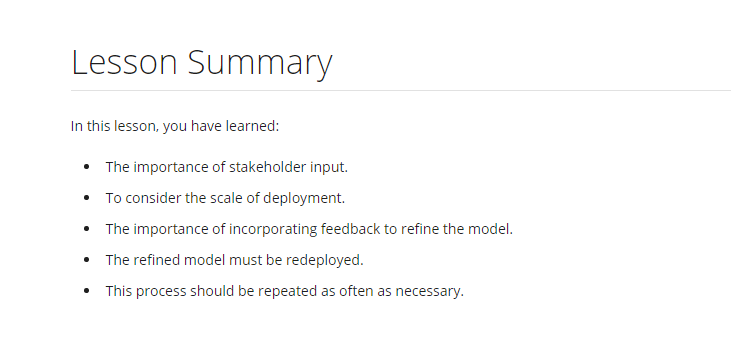 Lesson Summary
In this lesson, you have learned:
• The importance of stakeholder input.
• To consider the scale of deployment.
• The importance of incorporating feedback to refine the model.
• The refined model must be redeployed.
• This process should be repeated as often as necessary.